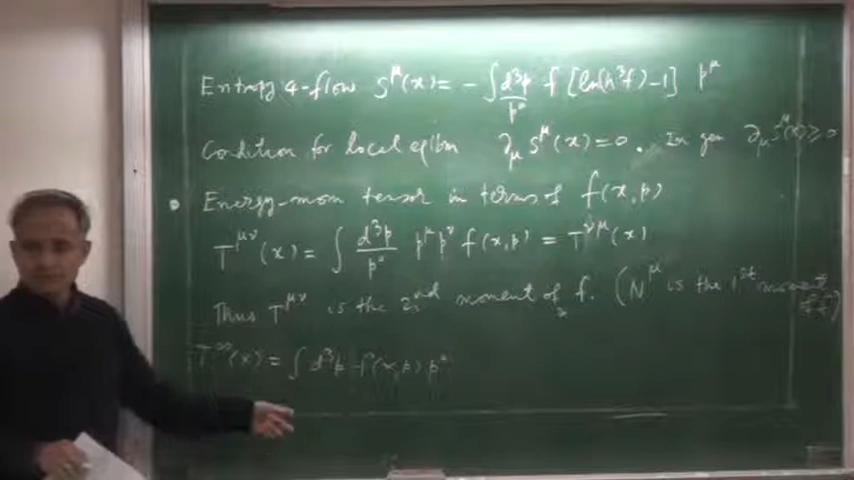 Entropy 4-flow S^μ(x) = - ∫ d³p/p⁰ f [ln(h³f) - 1] p^μ
Condition for local eqlbm ∂_μ S^μ(x) = 0. In gen ∂_μ S^μ(x) ≥ 0
• Energy-mom tensor in terms of f(x,p)
T^μν(x) = ∫ d³p/p⁰ p^μ p^ν f(x,p) = T^νμ(x)
Thus T^μν is the 2nd moment of f. (N^μ is the 1st moment of f)
T⁰⁰(x) = ∫ d³p f(x,p) p⁰